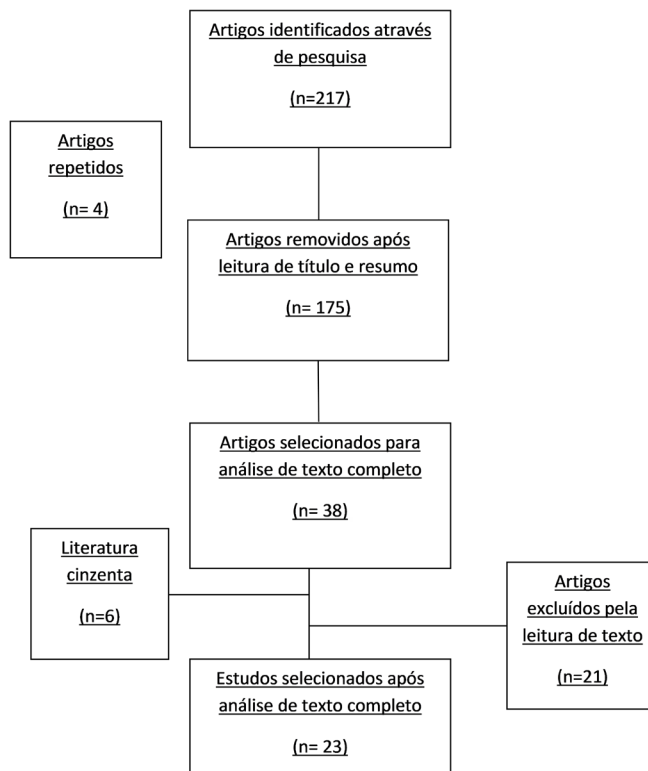 Artigos identificados através
de pesquisa
(n=217)
Artigos
repetidos
(n= 4)
Artigos removidos após
leitura de título e resumo
(n= 175)
Artigos selecionados para
análise de texto completo
(n= 38)
Literatura
cinzenta
(n=6)
Artigos
excluídos pela
leitura de texto
(n=21)
Estudos selecionados após
análise de texto completo
(n= 23)